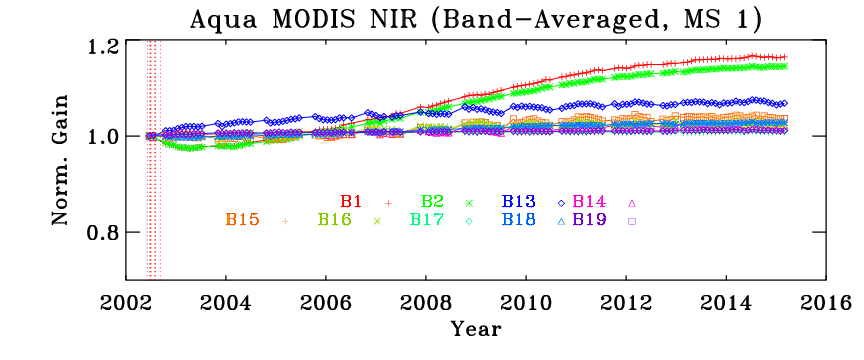 Aqua MODIS NIR (Band-Averaged, MS 1)
1.2
1.0
0.8
Norm. Gain
B1 B2 B13 B14
B15 B16 B17 B18 B19
2002 2004 2006 2008 2010 2012 2014 2016
Year